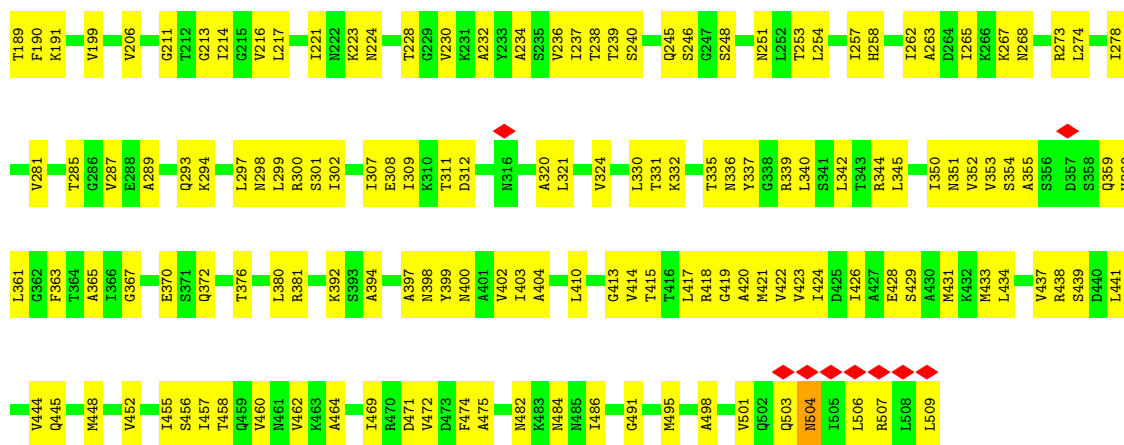 T189 F190 K191 V199 V206 G211 T212 G213 I214 G215 V216 L217 I221 N222 K223 N224 T228 G229 V230 K231 A232 Y233 A234 S235 V236 I237 T238 T239 S240 Q245 S246 G247 S248 N251 L252 T253 L254 I257 H258 I262 A263 D264 I265 K266 K267 N268 R273 L274 I278
V281 T285 G286 V287 E288 A289 Q293 K294 L297 N298 L299 R300 S301 I302 I307 E308 I309 K310 T311 D312 N316 A320 L321 V324 L330 T331 K332 T335 N336 Y337 G338 R339 L340 S341 L342 T343 R344 L345 I350 N351 V352 V353 S354 A355 S356 D357 S358 Q359
L361 G362 F363 T364 A365 I366 G367 E370 S371 Q372 T376 L380 R381 K392 S393 A394 A397 N398 Y399 N400 A401 V402 I403 A404 L410 G413 V414 T415 T416 L417 R418 G419 A420 M421 V422 V423 I424 D425 I426 A427 E428 S429 A430 M431 K432 M433 L434 V437 R438 S439 D440 L441
V444 Q445 M448 V452 I455 S456 I457 T458 Q459 V460 N461 V462 K463 A464 I469 R470 D471 V472 D473 F474 A475 N482 K483 N484 N485 I486 G491 M495 A498 V501 Q502 Q503 N504 I505 L506 R507 L508 L509